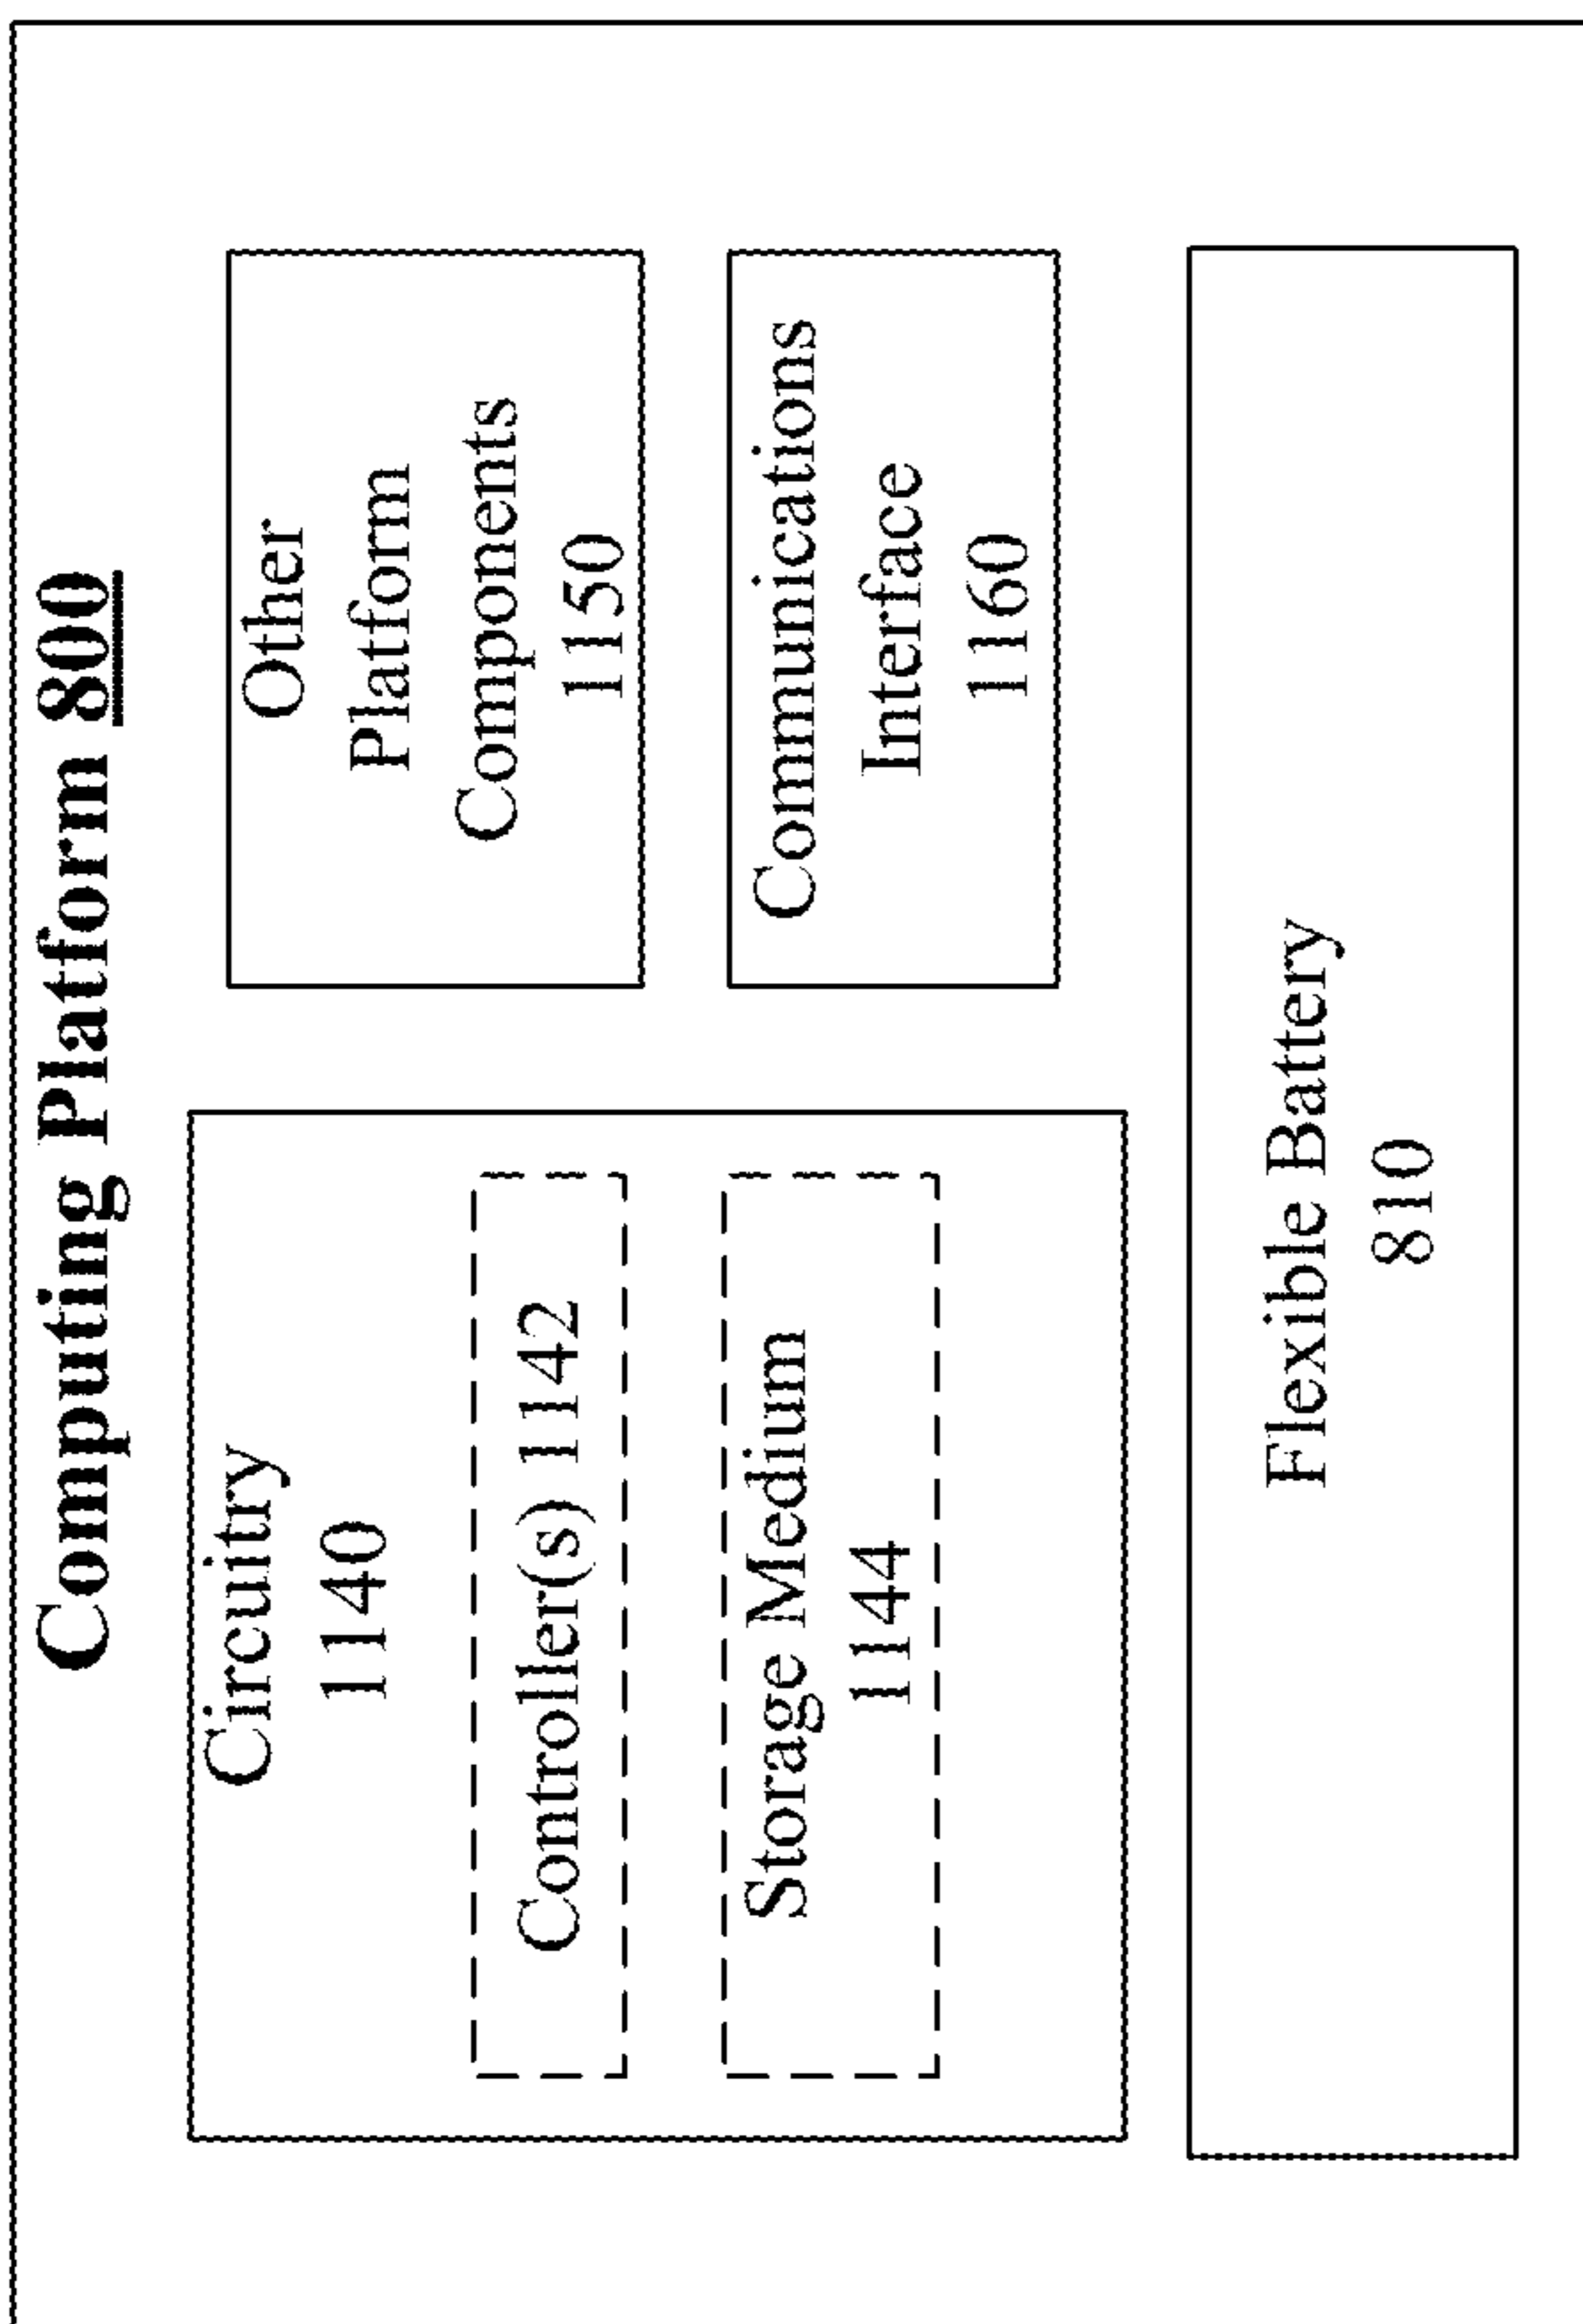 Computing Platform 800
Circuitry
1140
Controller(s) 1142
Storage Medium
1144
Other
Platform
Components
1150
Communications
Interface
1160
Flexible Battery
810